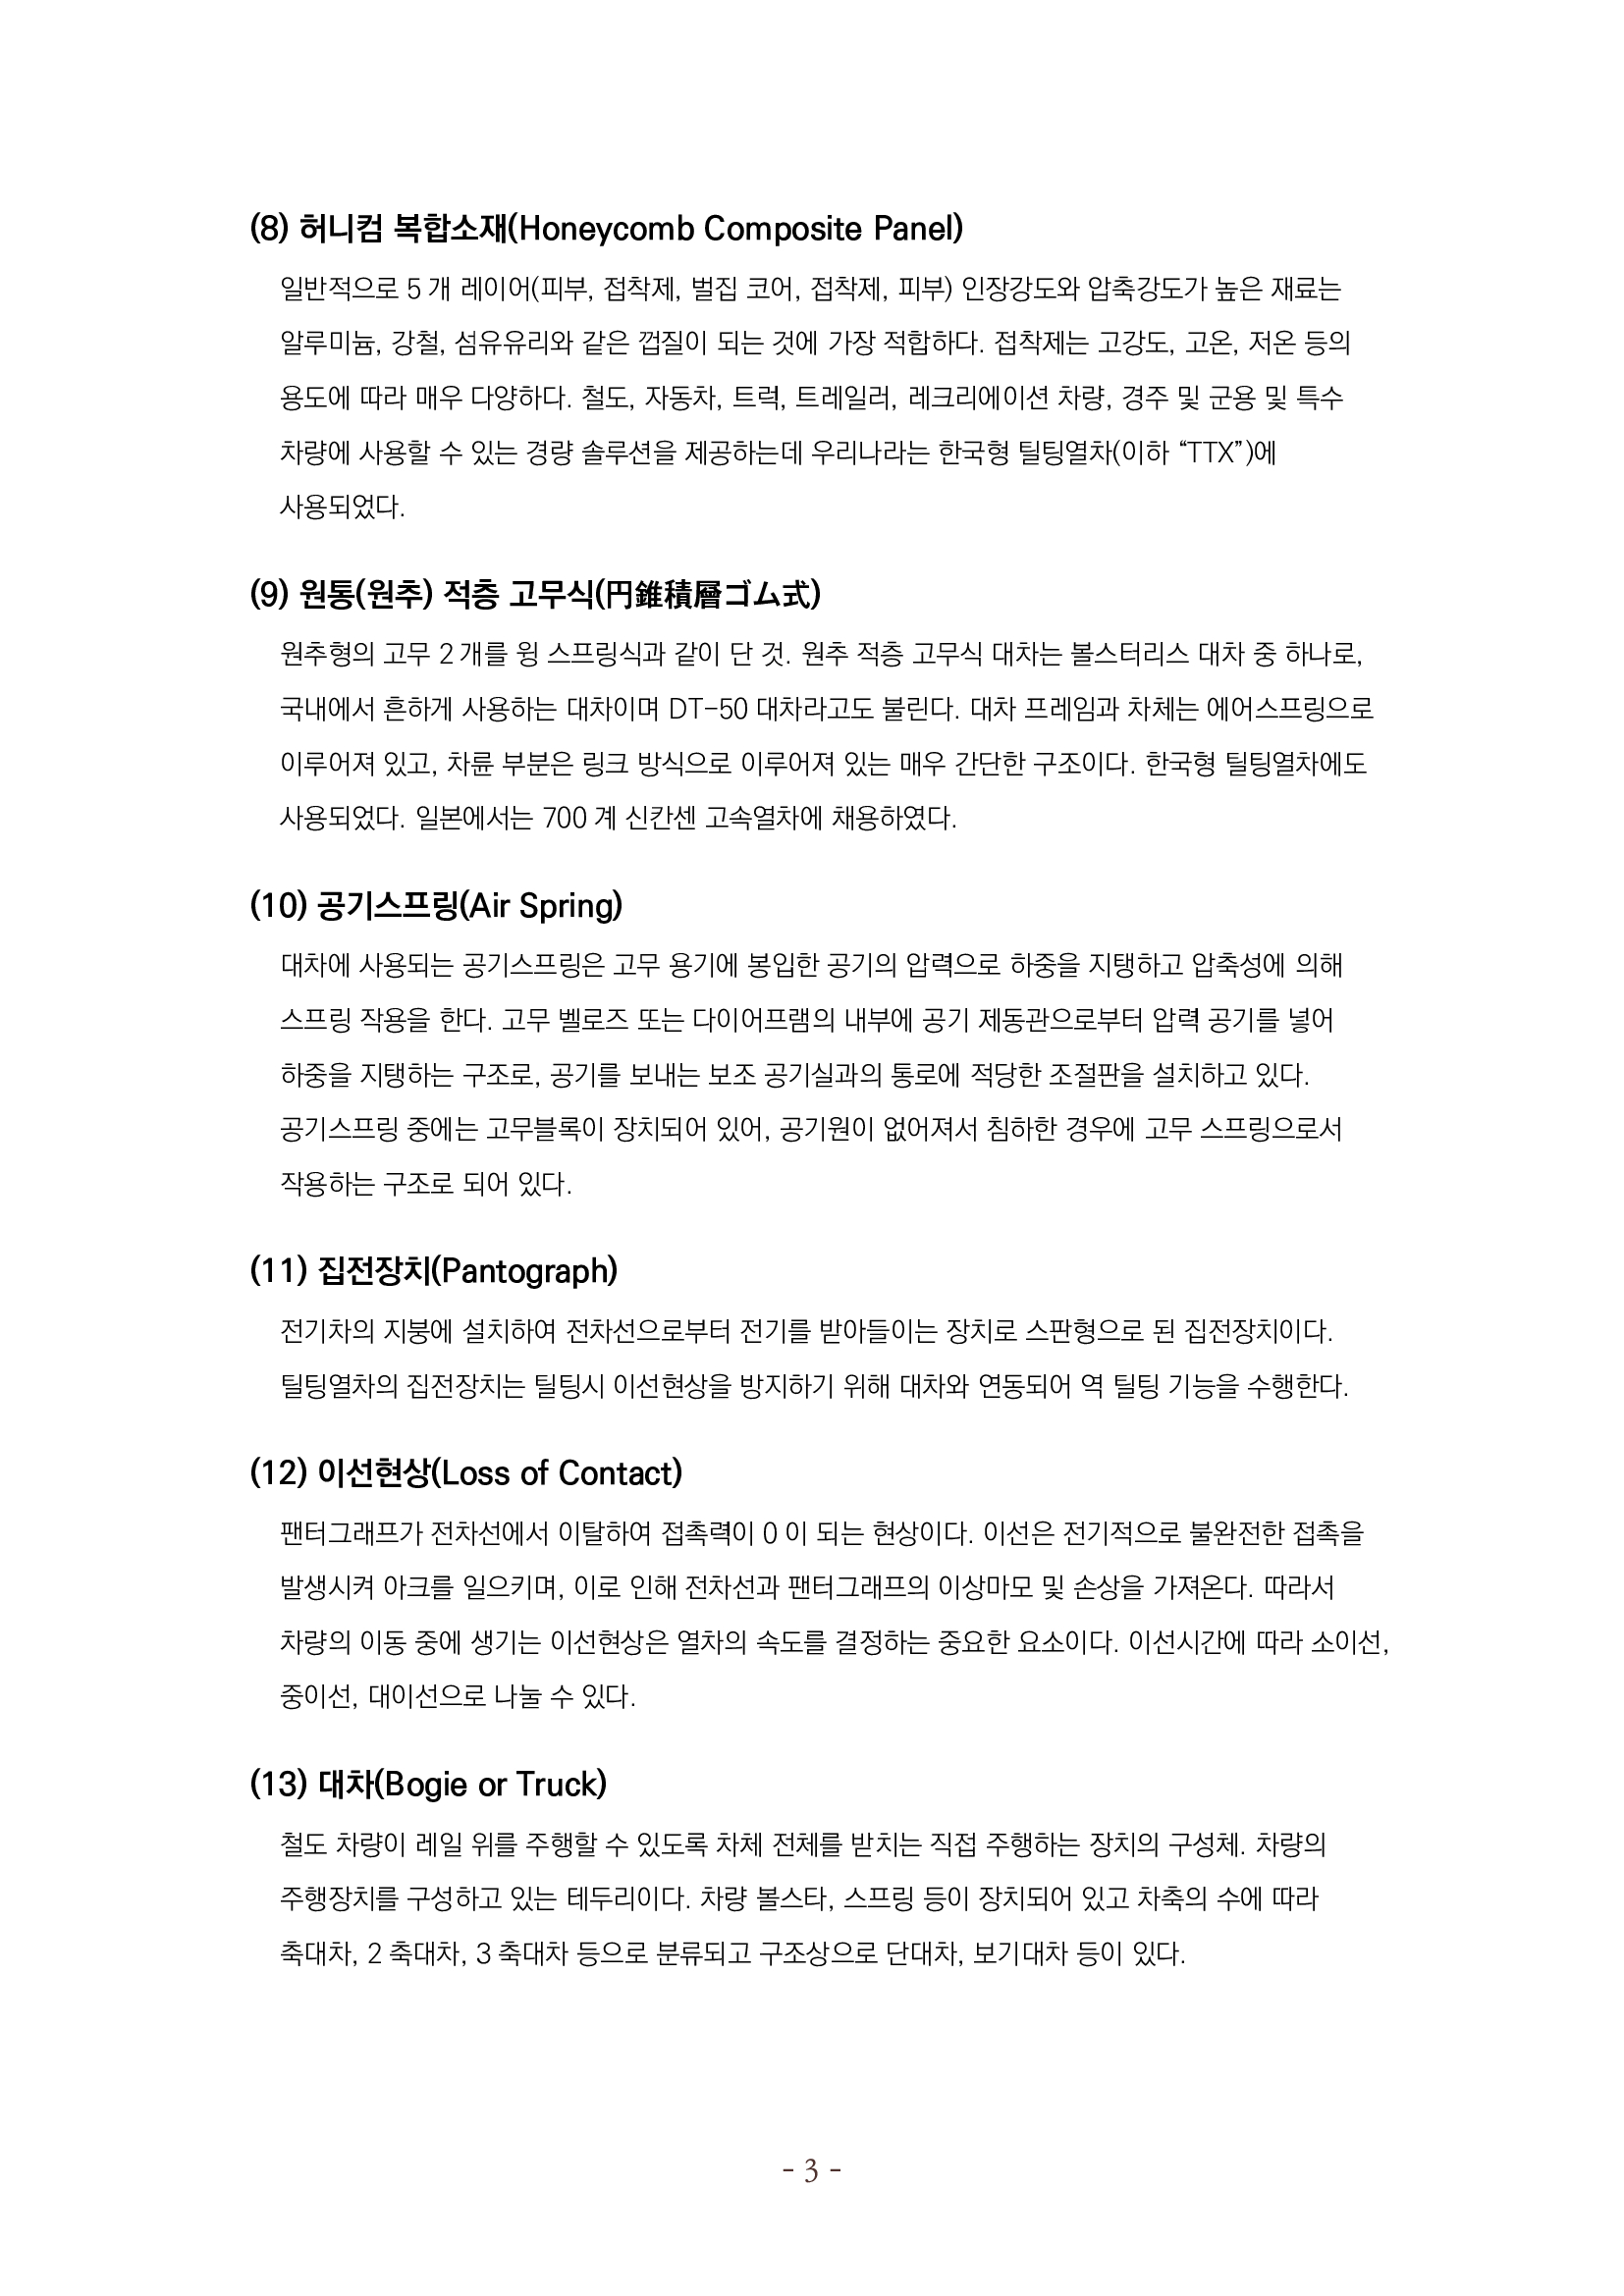 (8) 허니컴 복합소재(Honeycomb Composite Panel)
일반적으로 5 개 레이어(피부, 접착제, 벌집 코어, 접착제, 피부) 인장강도와 압축강도가 높은 재료는
알루미늄, 강철, 섬유유리와 같은 껍질이 되는 것에 가장 적합하다. 접착제는 고강도, 고온, 저온 등의
용도에 따라 매우 다양하다. 철도, 자동차, 트럭, 트레일러, 레크리에이션 차량, 경주 및 군용 및 특수
차량에 사용할 수 있는 경량 솔루션을 제공하는데 우리나라는 한국형 틸팅열차(이하 “TTX”)에
사용되었다.
(9) 원통(원추) 적층 고무식(円錐積層ゴム式)
원추형의 고무 2 개를 윙 스프링식과 같이 단 것. 원추 적층 고무식 대차는 볼스터리스 대차 중 하나로,
국내에서 흔하게 사용하는 대차이며 DT-50 대차라고도 불린다. 대차 프레임과 차체는 에어스프링으로
이루어져 있고, 차륜 부분은 링크 방식으로 이루어져 있는 매우 간단한 구조이다. 한국형 틸팅열차에도
사용되었다. 일본에서는 700 계 신칸센 고속열차에 채용하였다.
(10) 공기스프링(Air Spring)
대차에 사용되는 공기스프링은 고무 용기에 봉입한 공기의 압력으로 하중을 지탱하고 압축성에 의해
스프링 작용을 한다. 고무 벨로즈 또는 다이어프램의 내부에 공기 제동관으로부터 압력 공기를 넣어
하중을 지탱하는 구조로, 공기를 보내는 보조 공기실과의 통로에 적당한 조절판을 설치하고 있다.
공기스프링 중에는 고무블록이 장치되어 있어, 공기원이 없어져서 침하한 경우에 고무 스프링으로서
작용하는 구조로 되어 있다.
(11) 집전장치(Pantograph)
전기차의 지붕에 설치하여 전차선으로부터 전기를 받아들이는 장치로 스판형으로 된 집전장치이다.
틸팅열차의 집전장치는 틸팅시 이선현상을 방지하기 위해 대차와 연동되어 역 틸팅 기능을 수행한다.
(12) 이선현상(Loss of Contact)
팬터그래프가 전차선에서 이탈하여 접촉력이 0 이 되는 현상이다. 이선은 전기적으로 불완전한 접촉을
발생시켜 아크를 일으키며, 이로 인해 전차선과 팬터그래프의 이상마모 및 손상을 가져온다. 따라서
차량의 이동 중에 생기는 이선현상은 열차의 속도를 결정하는 중요한 요소이다. 이선시간에 따라 소이선,
중이선, 대이선으로 나눌 수 있다.
(13) 대차(Bogie or Truck)
철도 차량이 레일 위를 주행할 수 있도록 차체 전체를 받치는 직접 주행하는 장치의 구성체. 차량의
주행장치를 구성하고 있는 테두리이다. 차량 볼스타, 스프링 등이 장치되어 있고 차축의 수에 따라
축대차, 2 축대차, 3 축대차 등으로 분류되고 구조상으로 단대차, 보기대차 등이 있다.
- 3 -